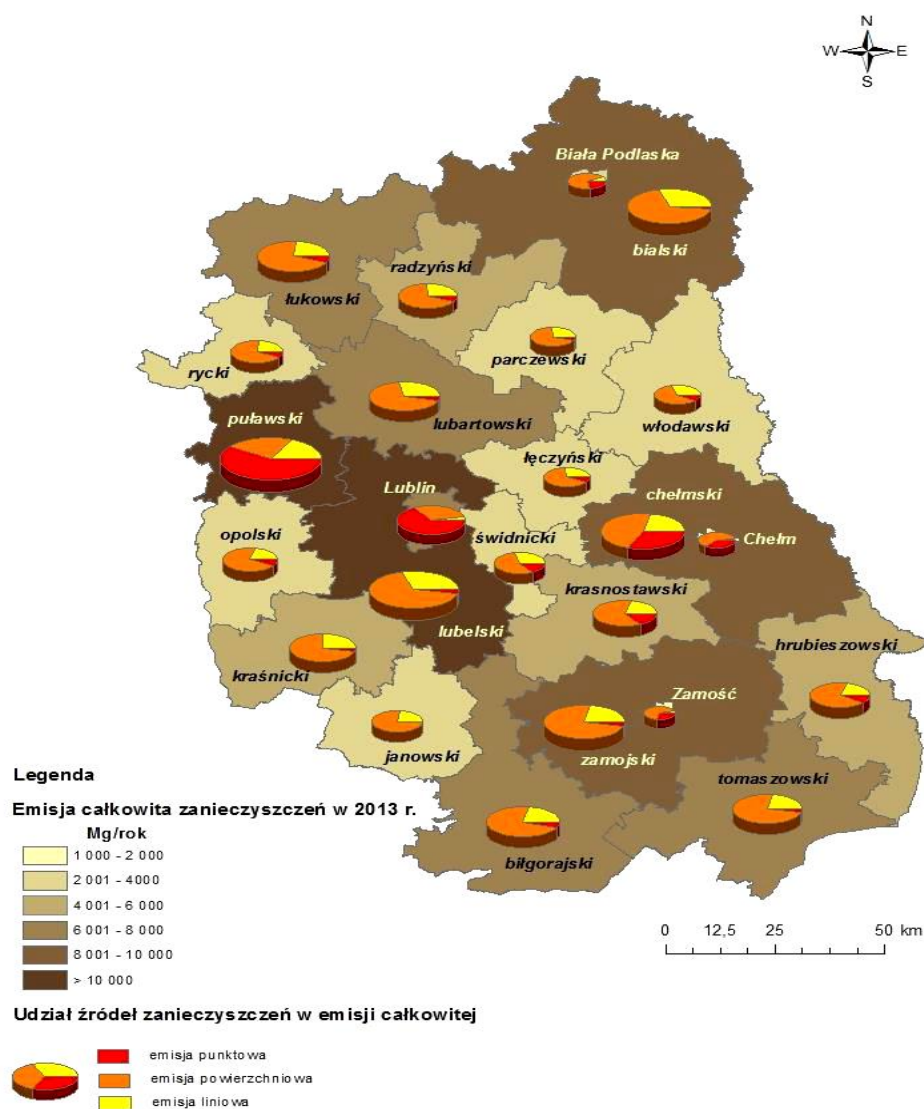 N
W E
S
Biała Podlaska
bialski
radzyński
łukowski
parczewski
rycki
włodawski
puławski
lubartowski
łęczyński
Lublin
chełmski
opolski
świdnicki
Chełm
krasnostawski
lubelski
hrubieszowski
kraśnicki
Zamość
janowski
zamojski
tomaszowski
biłgorajski
Legenda
Emisja całkowita zanieczyszczeń w 2013 r.
Mg/rok
1 000 - 2 000
2 001 - 4000
4 001 - 6 000
6 001 - 8 000
8 001 - 10 000
> 10 000
0 12,5 25 50 km
Udział źródeł zanieczyszczeń w emisji całkowitej
emisja punktowa
emisja powierzchniowa
emisja liniowa